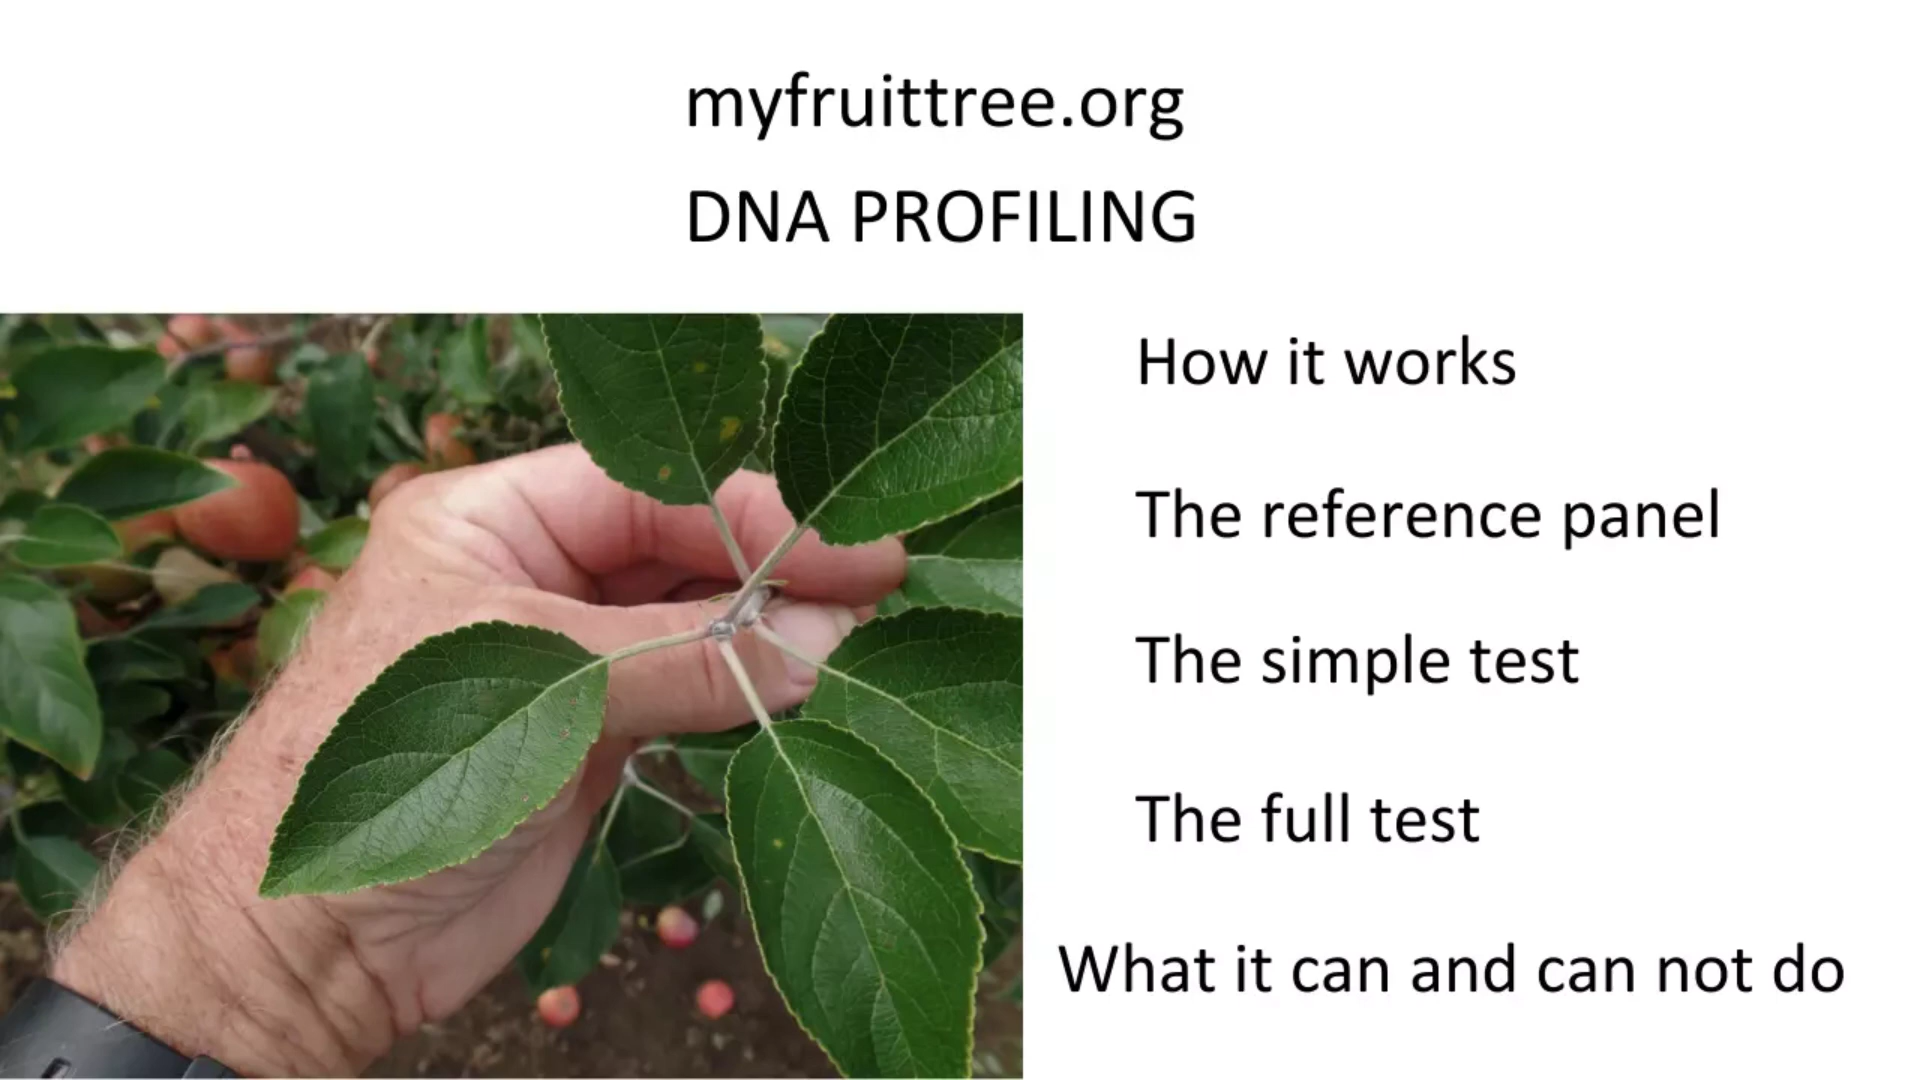 myfruittree.org
DNA PROFILING
How it works
The reference panel
The simple test
The full test
What it can and can not do